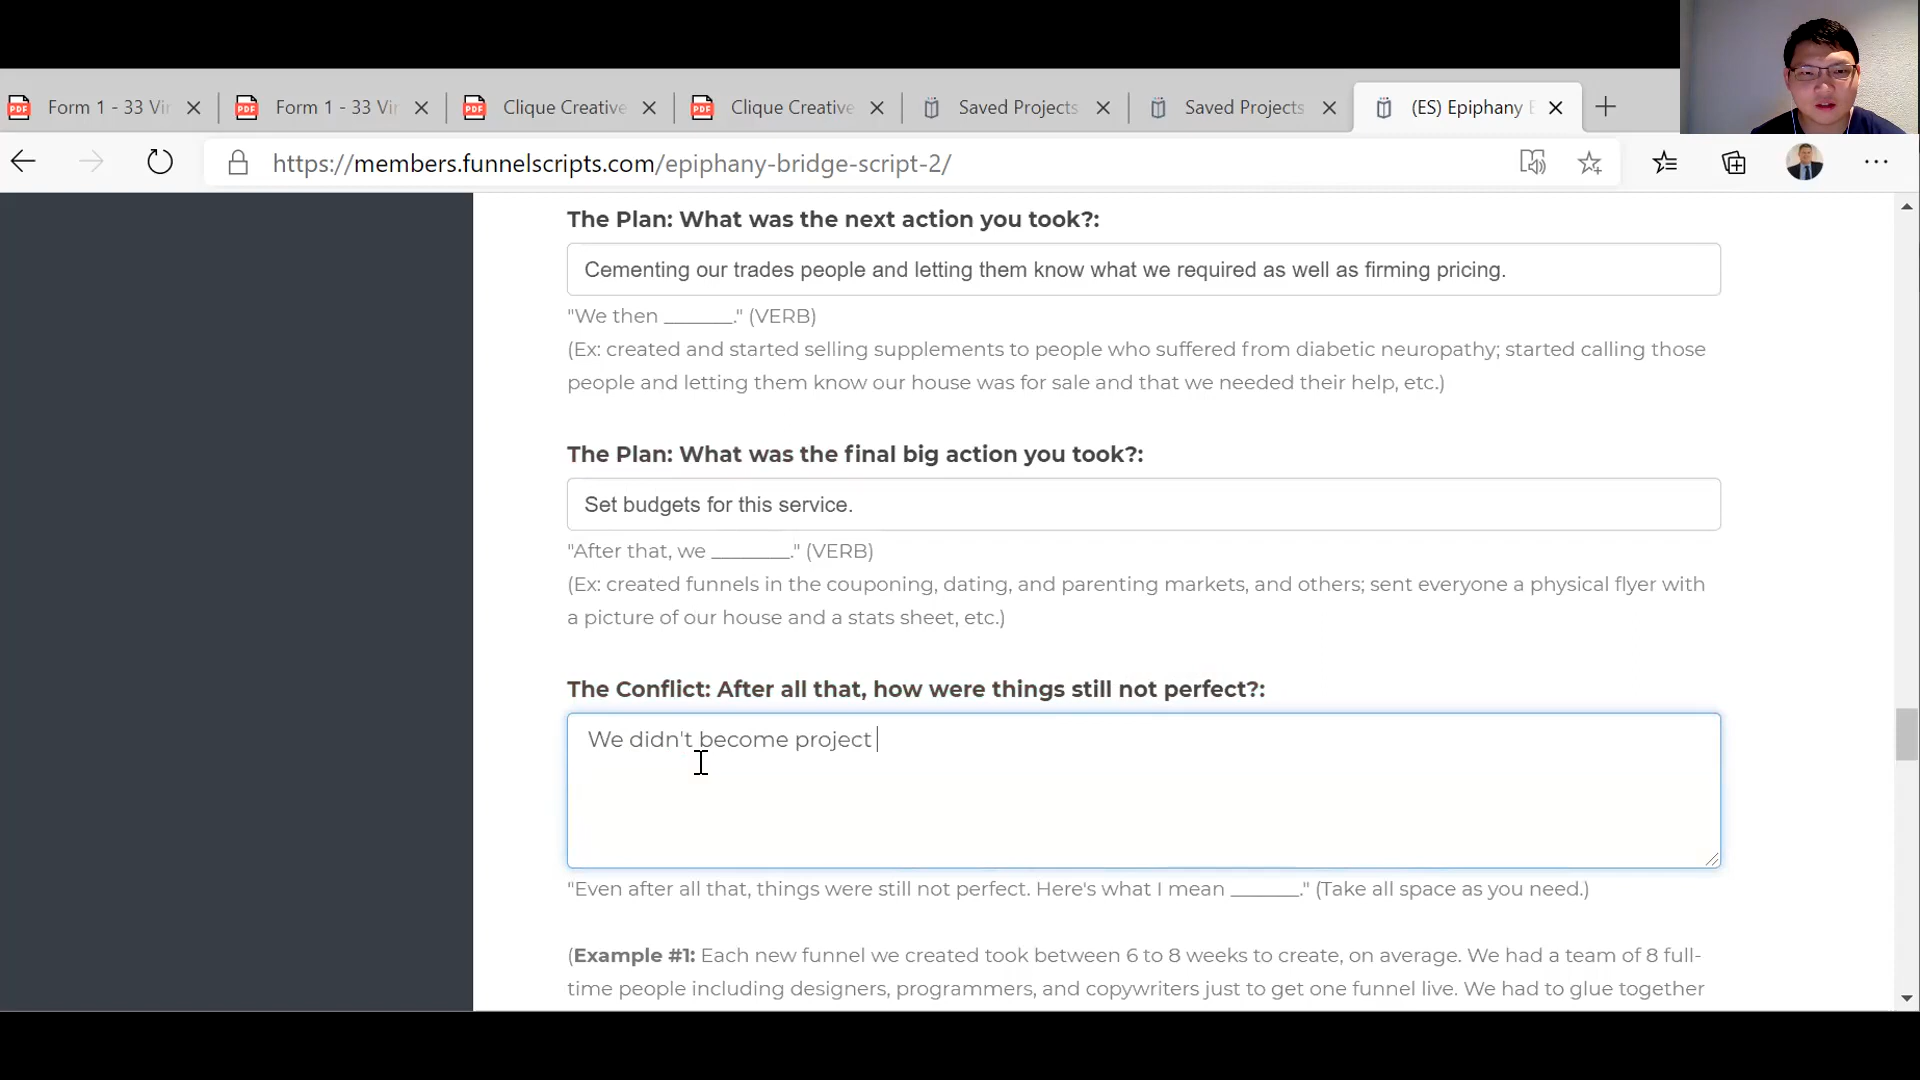 Form 1 - 33 Vir
Form 1 - 33 Vir
Clique Creative
Clique Creative
Saved Projects
Saved Projects
(ES) Epiphany
https://members.funnelscripts.com/epiphany-bridge-script-2/
The Plan: What was the next action you took?:
Cementing our trades people and letting them know what we required as well as firming pricing.
"We then _______." (VERB)
(Ex: created and started selling supplements to people who suffered from diabetic neuropathy; started calling those
people and letting them know our house was for sale and that we needed their help, etc.)
The Plan: What was the final big action you took?:
Set budgets for this service.
"After that, we ________." (VERB)
(Ex: created funnels in the couponing, dating, and parenting markets, and others; sent everyone a physical flyer with
a picture of our house and a stats sheet, etc.)
The Conflict: After all that, how were things still not perfect?:
We didn't become project
"Even after all that, things were still not perfect. Here's what I mean _______." (Take all space as you need.)
(Example #1: Each new funnel we created took between 6 to 8 weeks to create, on average. We had a team of 8 full-
time people including designers, programmers, and copywriters just to get one funnel live. We had to glue together